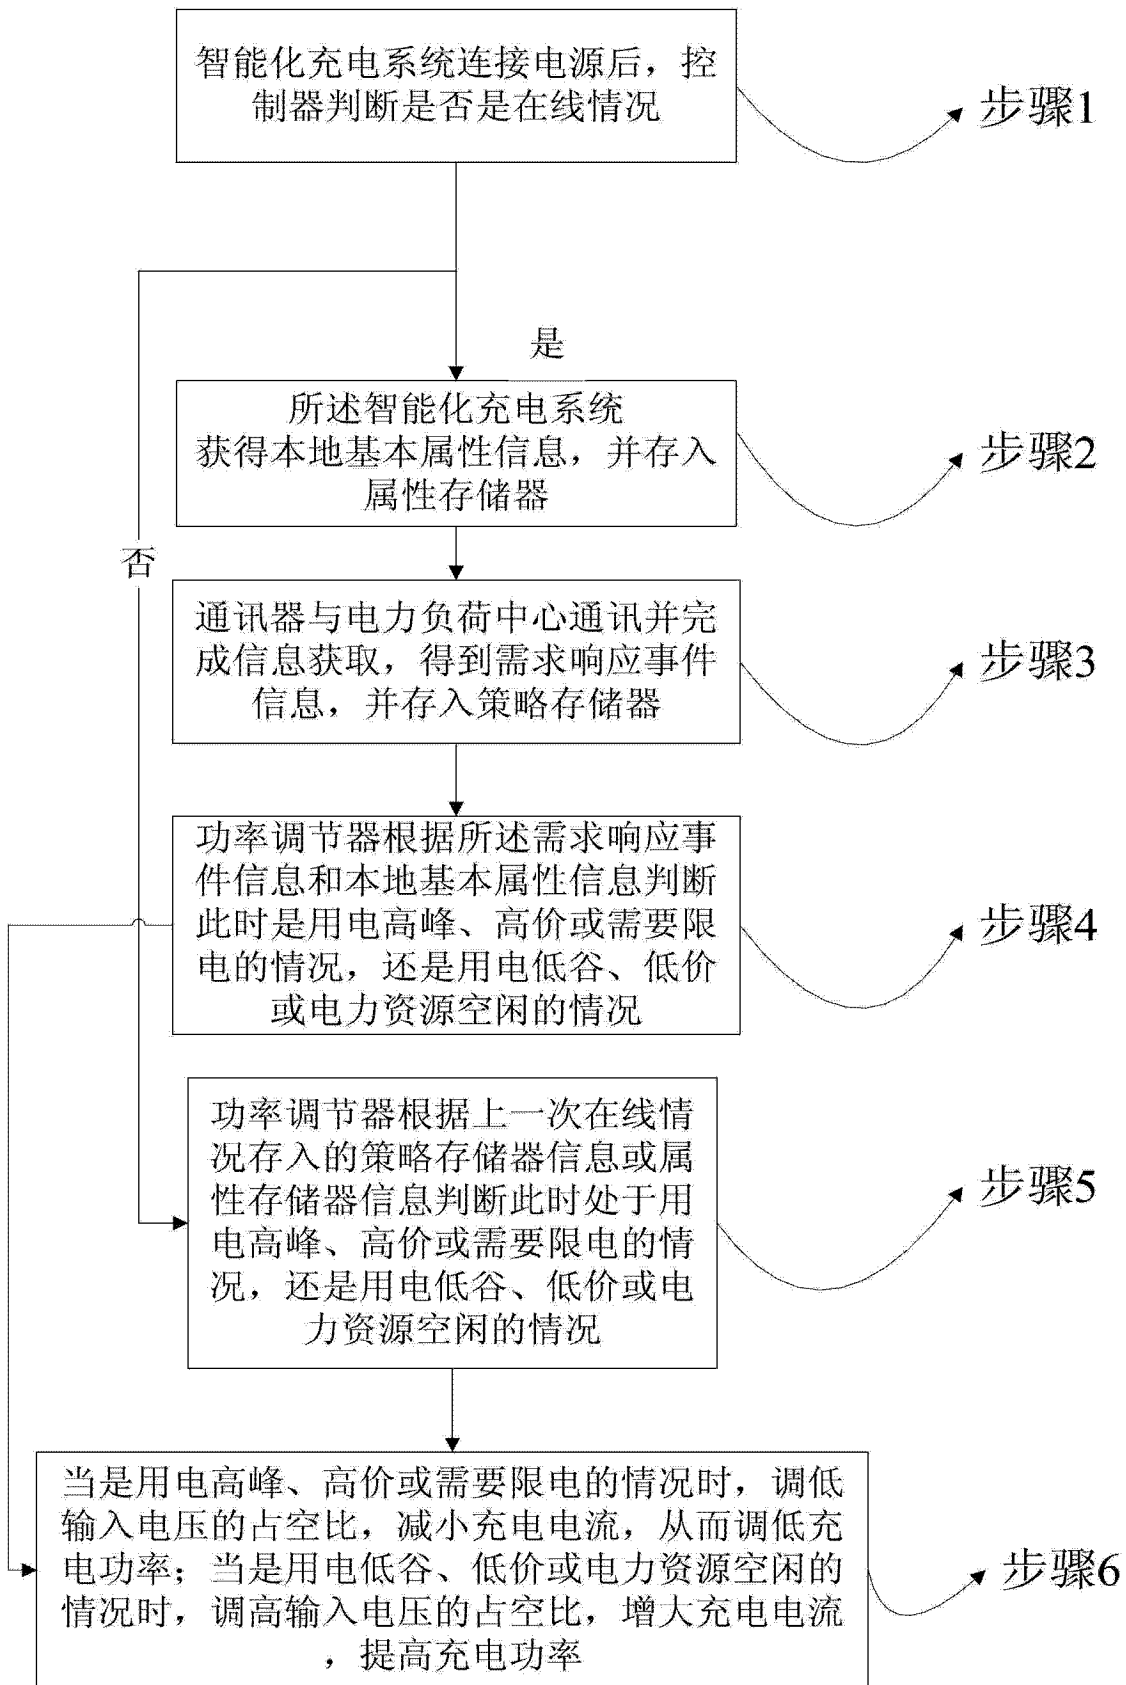 智能化充电系统连接电源后，控
制器判断是否是在线情况
步骤1
是
所述智能化充电系统
获得本地基本属性信息，并存入
属性存储器
步骤2
否
通讯器与电力负荷中心通讯并完
成信息获取，得到需求响应事件
信息，并存入策略存储器
步骤3
功率调节器根据所述需求响应事
件信息和本地基本属性信息判断
此时是用电高峰、高价或需要限
电的情况，还是用电低谷、低价
或电力资源空闲的情况
步骤4
功率调节器根据上一次在线情
况存入的策略存储器信息或属
性存储器信息判断此时处于用
电高峰、高价或需要限电的情
况，还是用电低谷、低价或电
力资源空闲的情况
步骤5
当是用电高峰、高价或需要限电的情况时，调低
输入电压的占空比，减小充电电流，从而调低充
电功率；当是用电低谷、低价或电力资源空闲的
情况时，调高输入电压的占空比，增大充电电流
，提高充电功率
步骤6